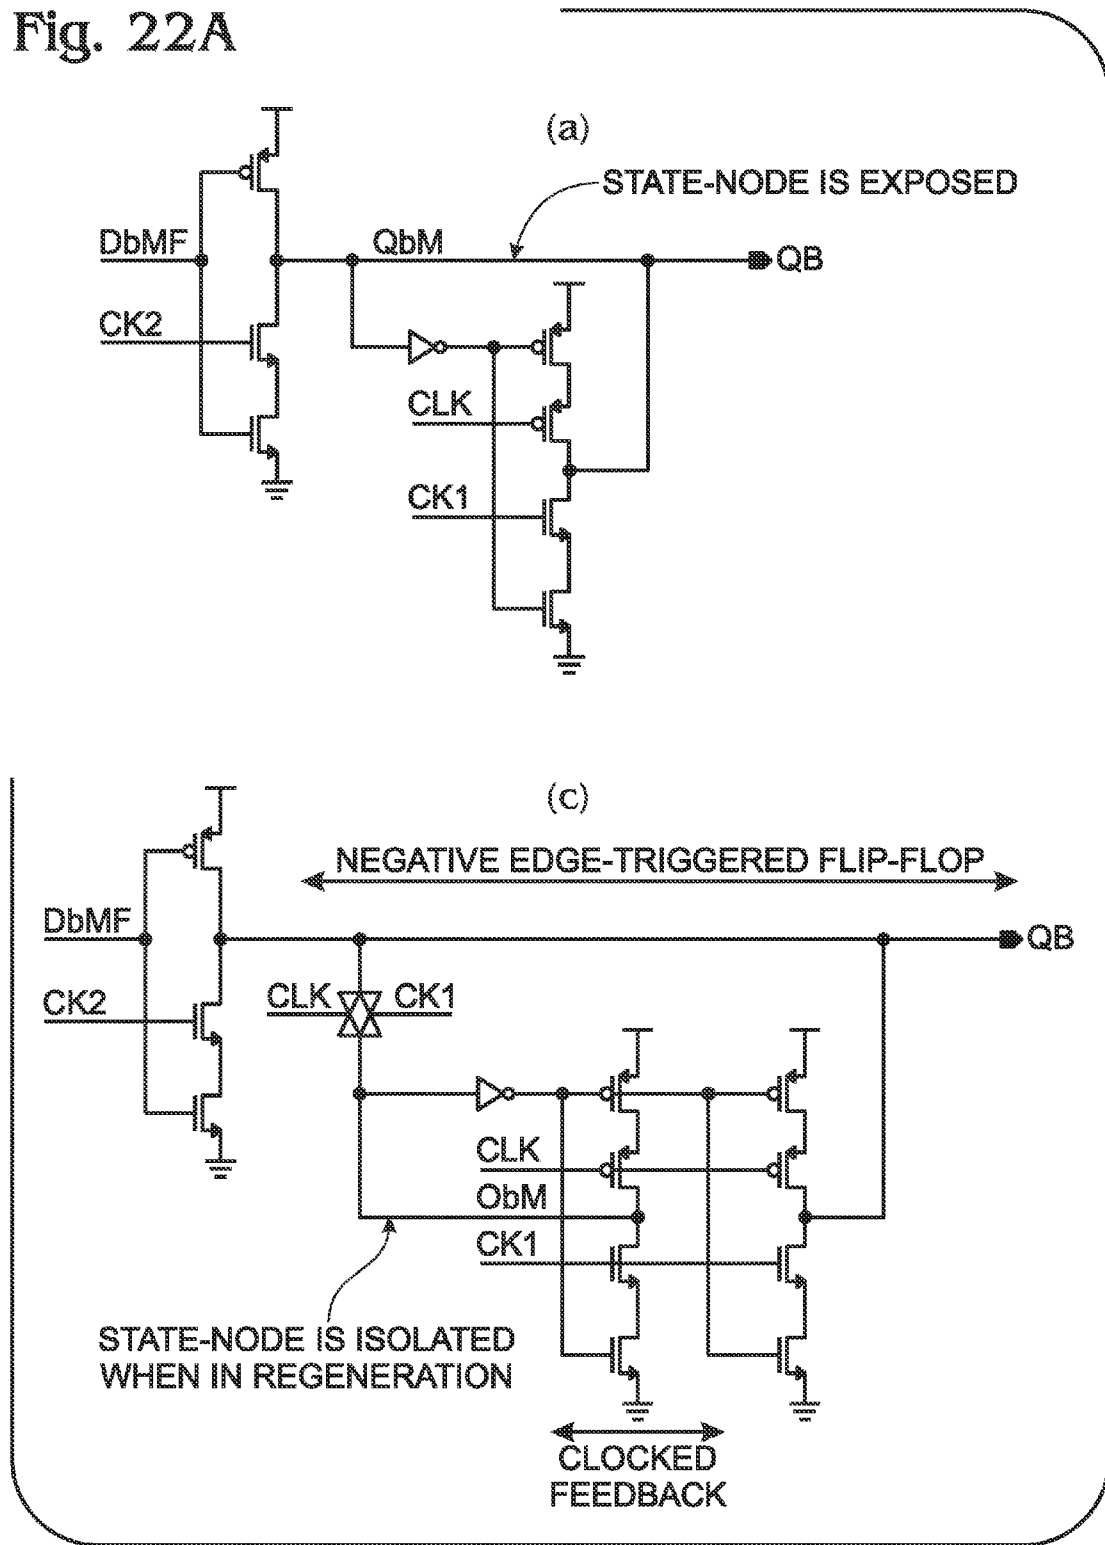 Fig. 22A
(a)
STATE-NODE IS EXPOSED
DbMF
QbM
QB
CK2
CLK
CK1
(c)
NEGATIVE EDGE-TRIGGERED FLIP-FLOP
DbMF
QB
CK2
CLK
CK1
CLK
ObM
CK1
STATE-NODE IS ISOLATED
WHEN IN REGENERATION
CLOCKED
FEEDBACK